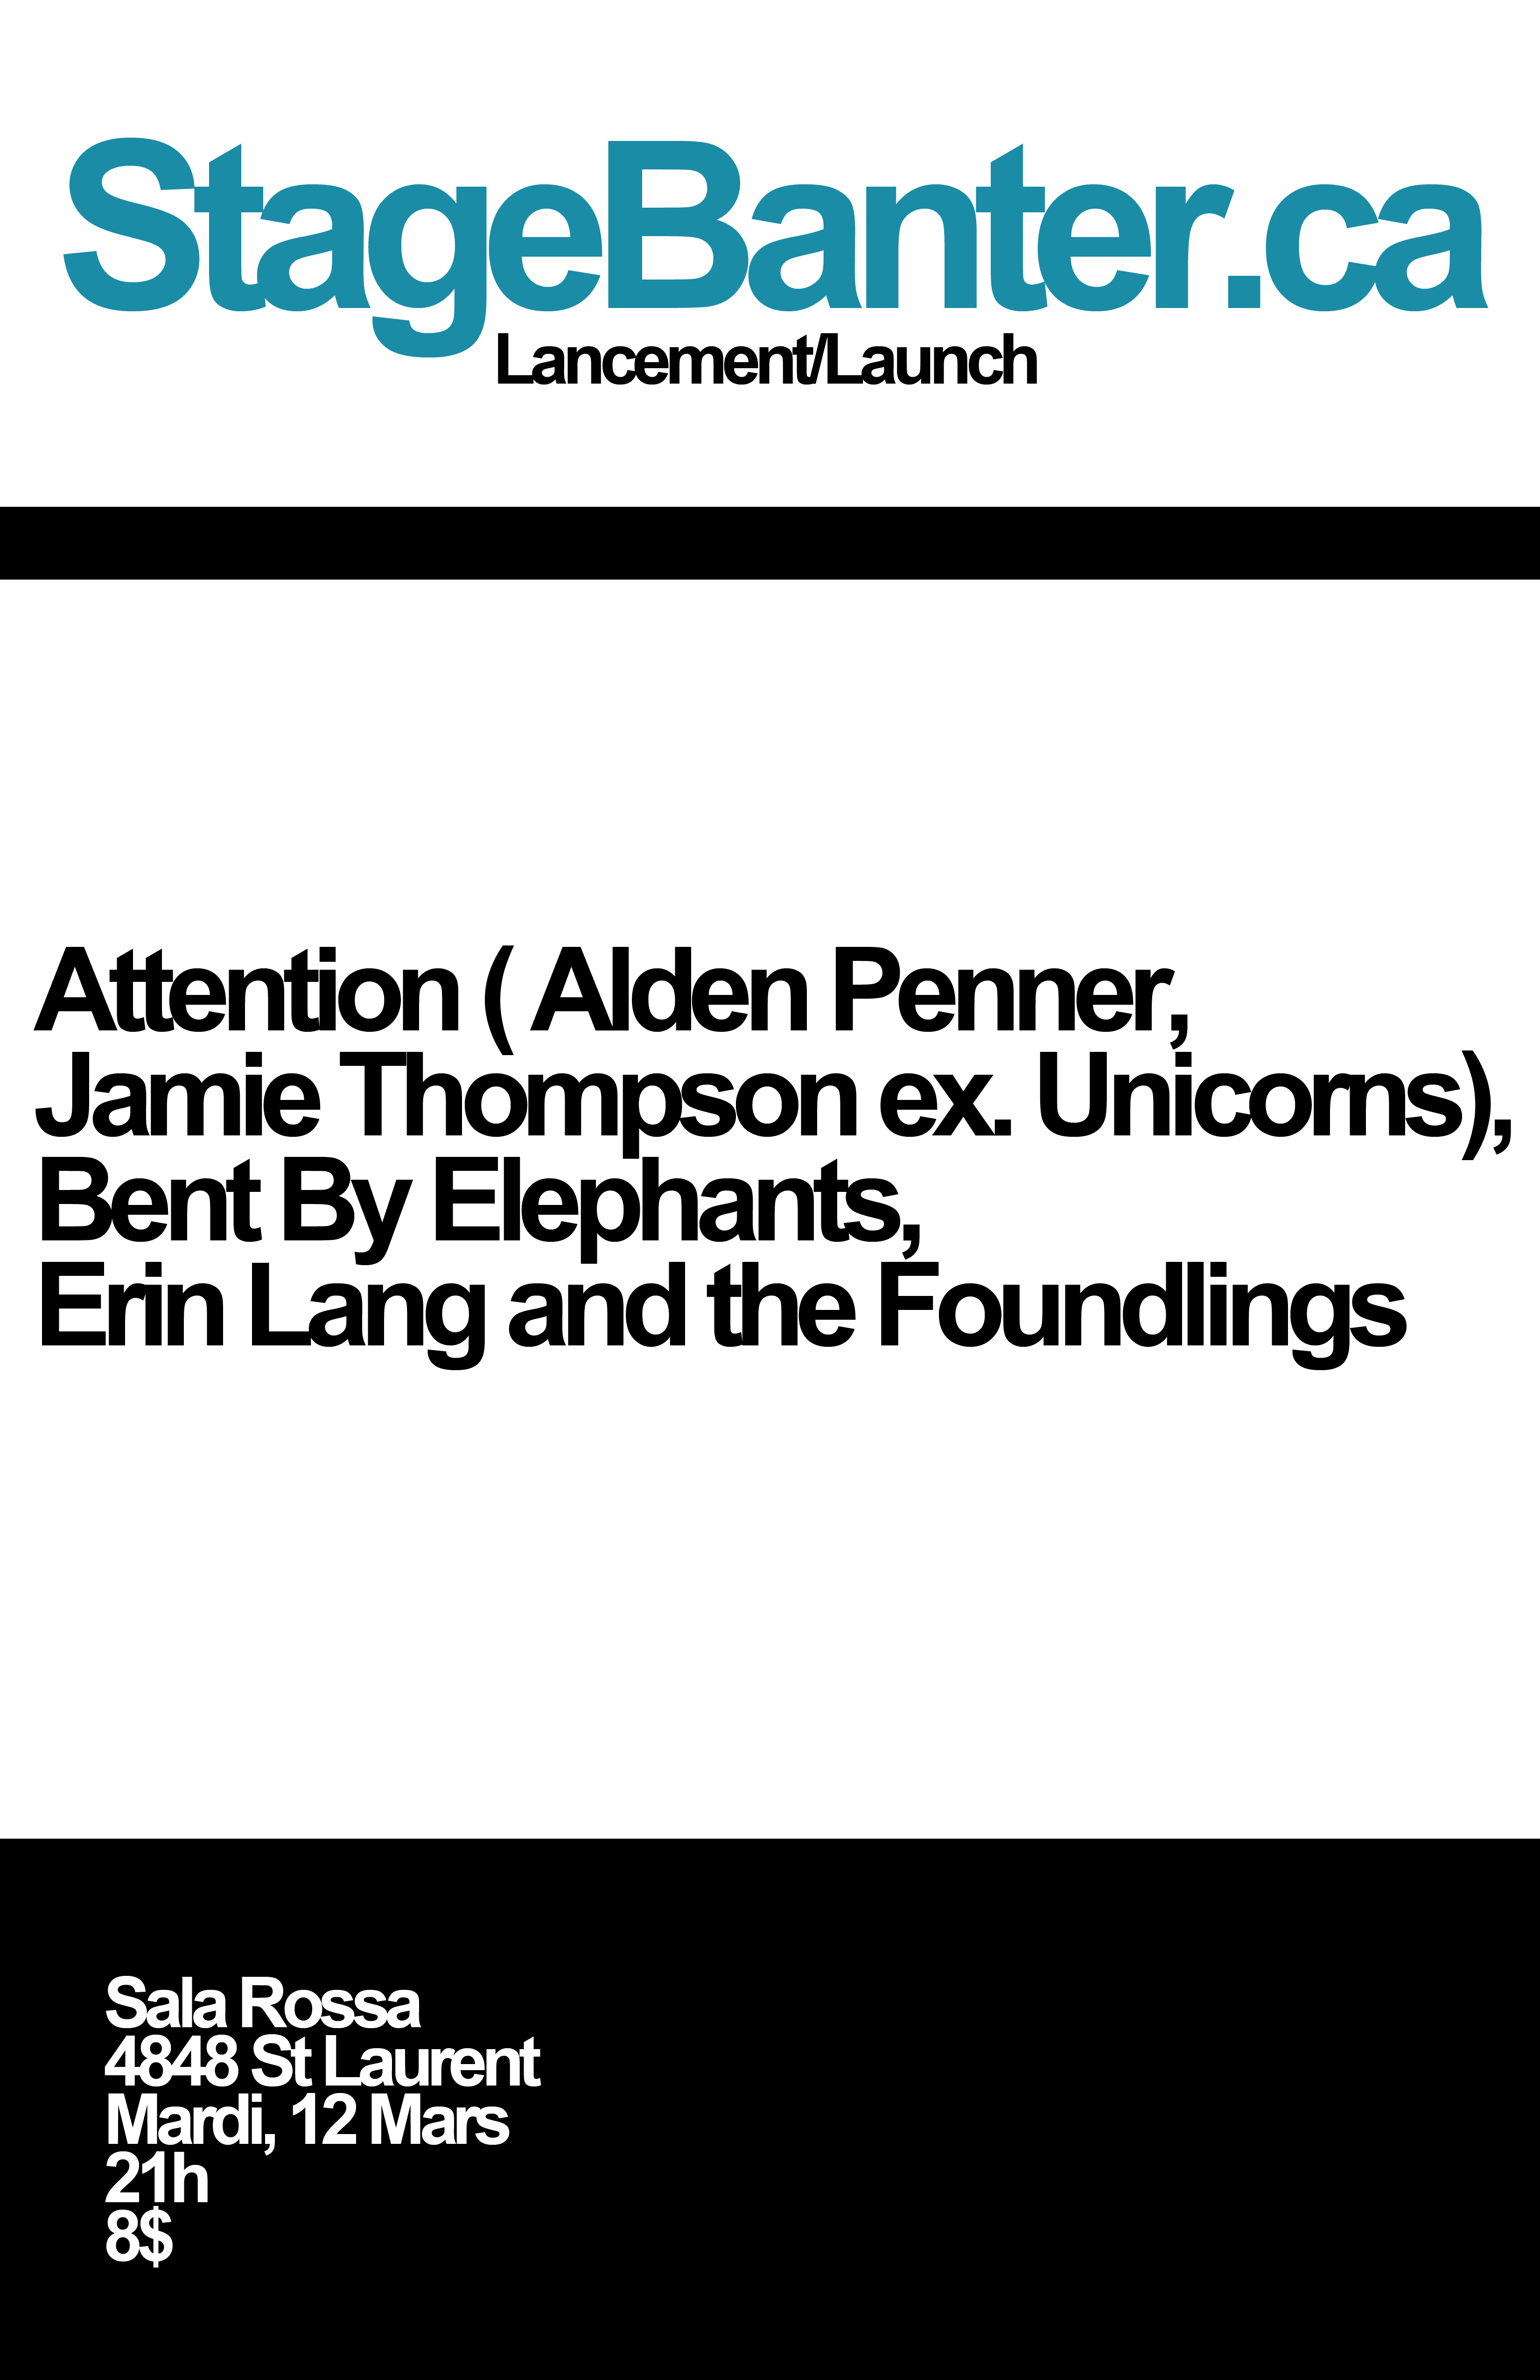 StageBanter.ca
Lancement/Launch
Attention ( Alden Penner,
Jamie Thompson ex. Unicorns),
Bent By Elephants,
Erin Lang and the Foundlings
Sala Rossa
4848 St Laurent
Mardi, 12 Mars
21h
8$